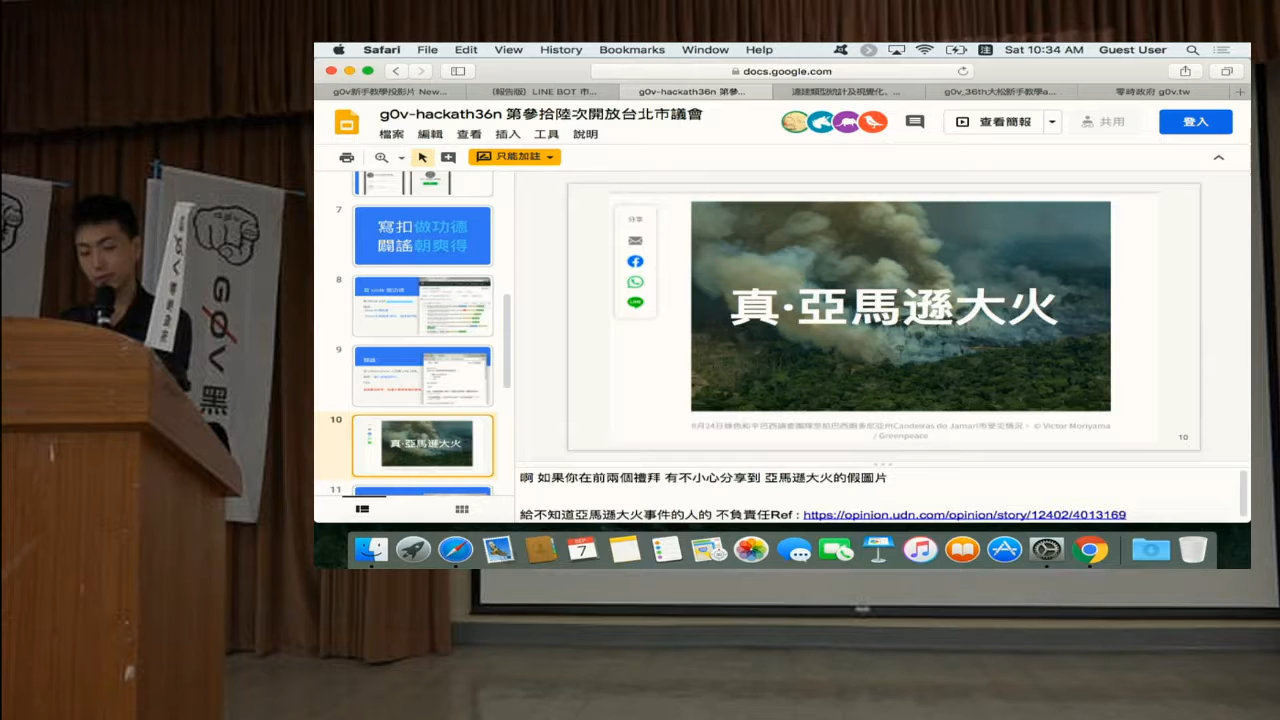 Safari File Edit View History Bookmarks Window Help Sat 10:34 AM Guest User
docs.google.com
g0v新手教學投影片 New...
(報告版) LINE BOT 市...
g0v-hackath36n 第參...
違建類型統計及視覺化、...
g0v_36th大松新手教學a...
零時政府 g0v.tw
g0v-hackath36n 第參拾陸次開放台北市議會
檔案 編輯 查看 插入 工具 說明
查看簡報
共用
登入
只能加註
7
寫扣做功德
闢謠朝爽得
8
9
10
真·亞馬遜大火
11
分享
LINE
真·亞馬遜大火
/ Greenpeace
10
啊 如果你在前兩個禮拜 有不小心分享到 亞馬遜大火的假圖片
給不知道亞馬遜大火事件的人的 不負責任Ref : https://opinion.udn.com/opinion/story/12402/4013169
SEP
7
G0V
黑